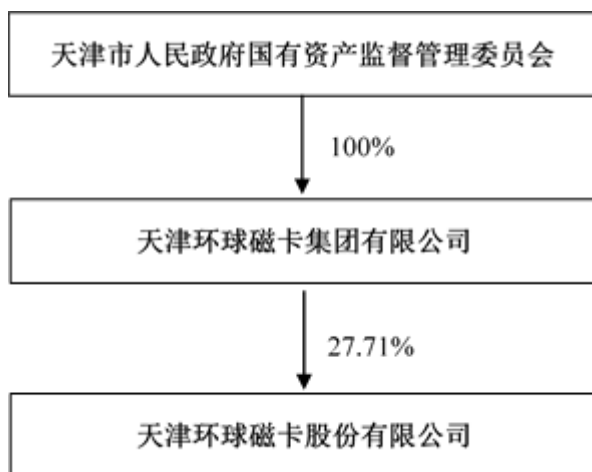 天津市人民政府国有资产监督管理委员会
100%
天津环球磁卡集团有限公司
27.71%
天津环球磁卡股份有限公司